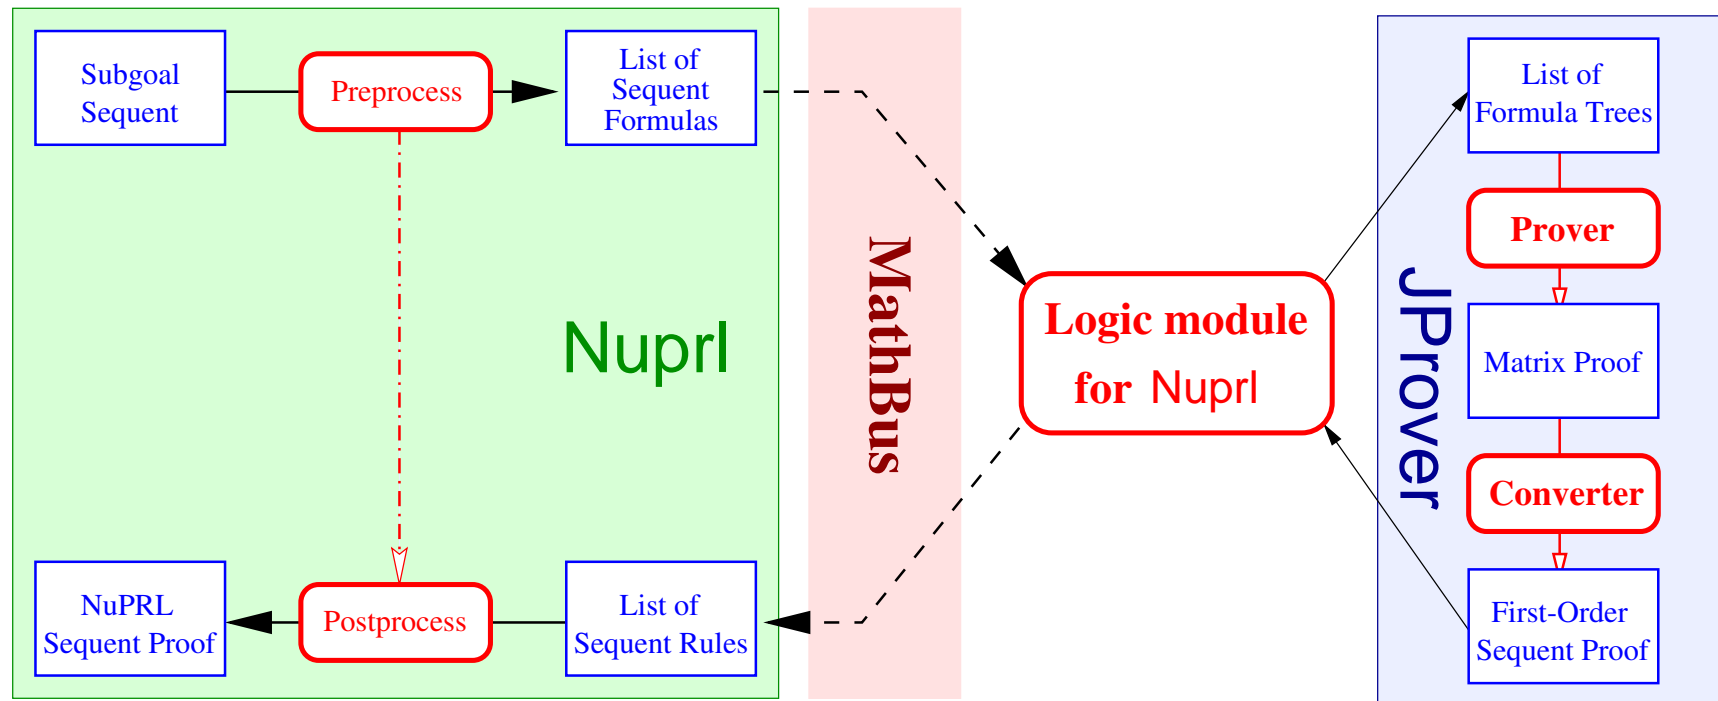 Subgoal
Sequent
Preprocess
List of
Sequent
Formulas
Nuprl
NuPRL
Sequent Proof
Postprocess
List of
Sequent Rules
MathBus
Logic module
for Nuprl
JProver
List of
Formula Trees
Prover
Matrix Proof
Converter
First-Order
Sequent Proof